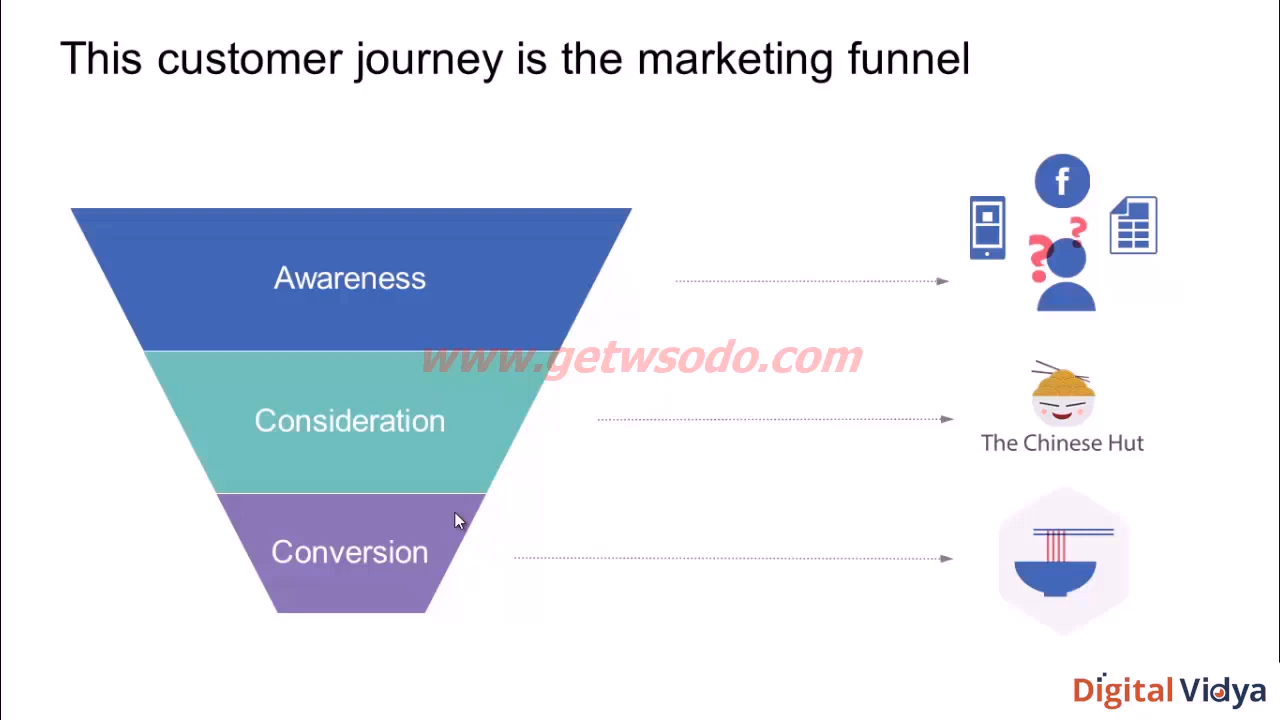 This customer journey is the marketing funnel
f
? ?
Awareness
www.getwsodo.com
Consideration
The Chinese Hut
Conversion
Digital Vidya